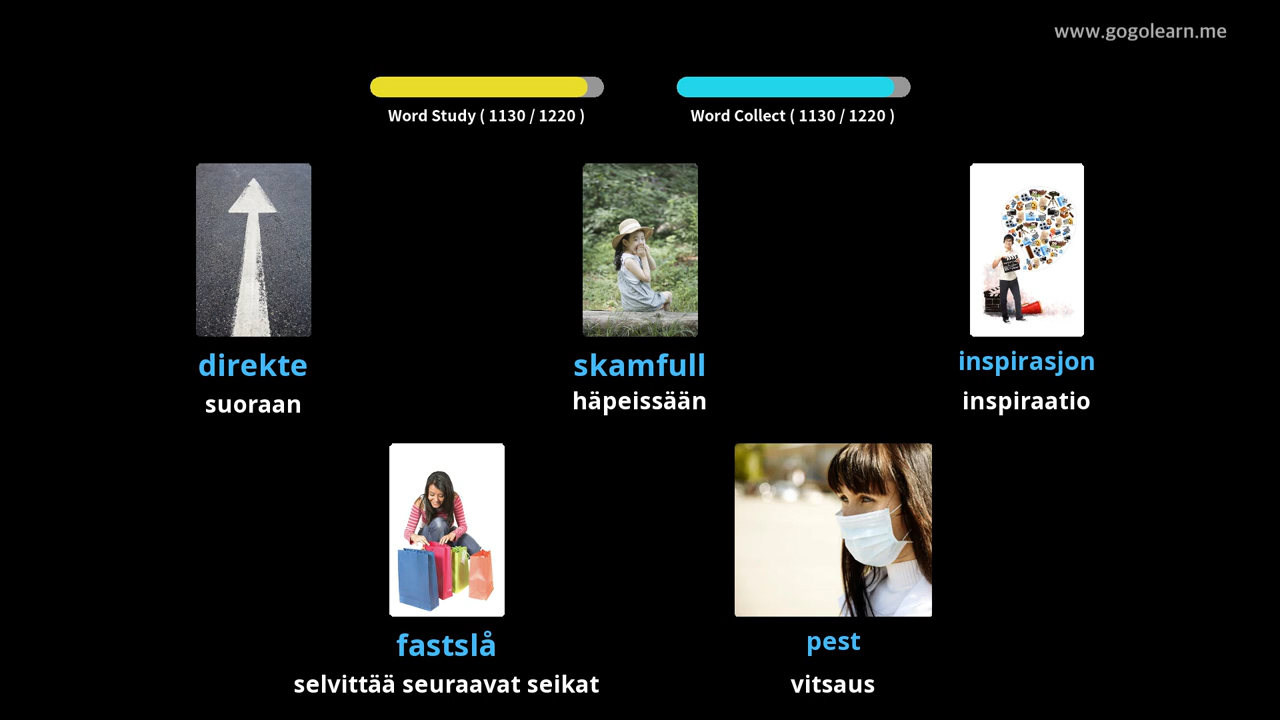 www.gogolearn.me
Word Study ( 1130 / 1220 )
Word Collect ( 1130 / 1220 )
direkte
suoraan
skamfull
häpeissään
inspirasjon
inspiraatio
fastslå
selvittää seuraavat seikat
pest
vitsaus